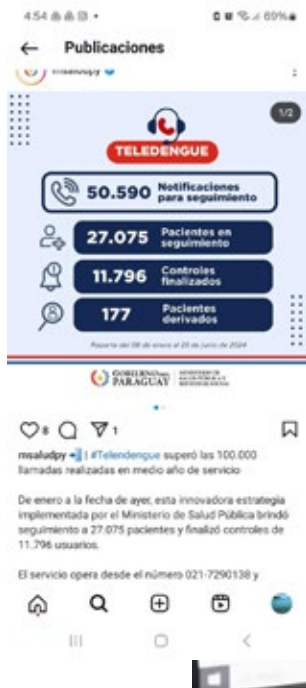 4:54
69%
Publicaciones
msaludpy
1/2
TELEDENGUE
50.590 Notificaciones
para seguimiento
27.075 Pacientes en
seguimiento
11.796 Controles
finalizados
177 Pacientes
derivados
Reporte del 08 de enero al 20 de junio de 2024
GOBIERNO DEL
PARAGUAY
8
1
msaludpy | #Telendengue superó las 100.000
llamadas realizadas en medio año de servicio
De enero a la fecha de ayer, esta innovadora estrategia
implementada por el Ministerio de Salud Pública brindó
seguimiento a 27.075 pacientes y finalizó controles de
11.796 usuarios.
El servicio opera desde el número 021-7290138 y